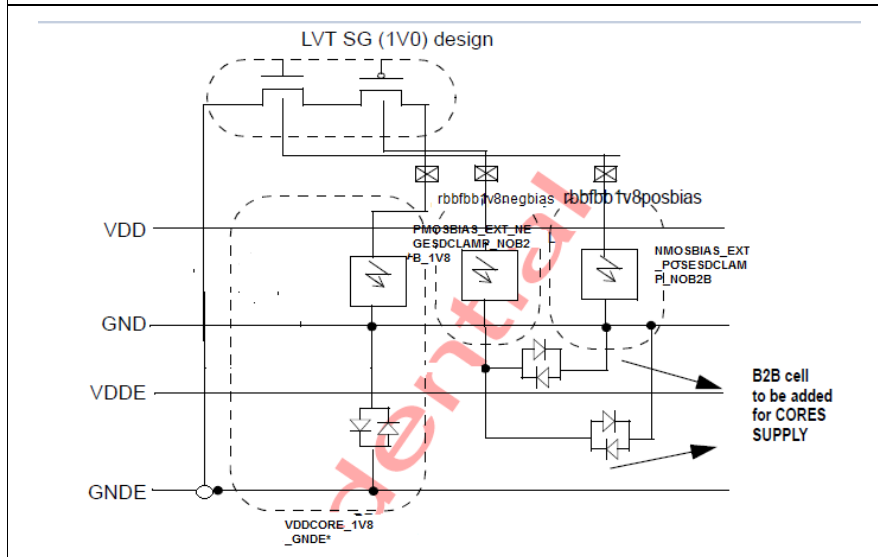 LVT SG (1V0) design
rbbfbb1v8negbias
rbbfbb1v8posbias
VDD
PMOSBIAS_EXT_NE
GESDCLAMP_NOB2
B_1V8
NMOSBIAS_EXT
_POSESDCLAM
P_NOB2B
GND
VDDE
B2B cell
to be added
for CORES
SUPPLY
GNDE
VDDCORE_1V8
_GNDE*
dential